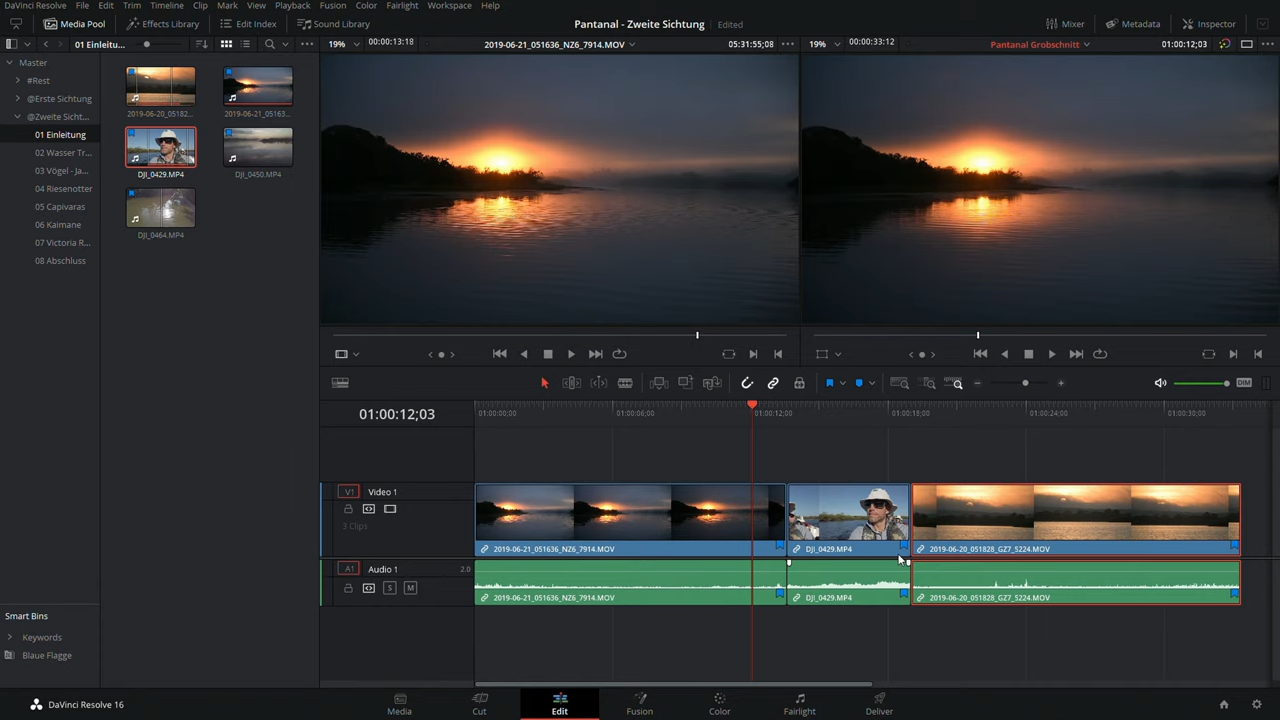 DaVinci Resolve File Edit Trim Timeline Clip Mark View Playback Fusion Color Fairlight Workspace Help
Media Pool Effects Library Edit Index Sound Library Pantanal - Zweite Sichtung Edited Mixer Metadata Inspector
01 Einleitu... 19% 00:00:13:18 2019-06-21_051636_NZ6_7914.MOV 05:31:55;08 19% 00:00:33:12 Pantanal Grobschnitt 01:00:12;03
Master
#Rest
@Erste Sichtung
@Zweite Sicht...
01 Einleitung
02 Wasser Tr...
03 Vögel - Ja...
04 Riesenotter
05 Capivaras
06 Kaimane
07 Victoria R...
08 Abschluss
2019-06-20_05182... 2019-06-21_05163...
DJI_0429.MP4 DJI_0450.MP4
DJI_0464.MP4
DIM
01:00:12;03
01:00:00;00 01:00:06;00 01:00:12;00 01:00:24;00 01:00:30;00
V1 Video 1
3 Clips
2019-06-21_051636_NZ6_7914.MOV DJI_0429.MP4 2019-06-20_051828_GZ7_5224.MOV
A1 Audio 1 2.0
S M
2019-06-21_051636_NZ6_7914.MOV DJI_0429.MP4 2019-06-20_051828_GZ7_5224.MOV
Smart Bins
Keywords
Blaue Flagge
DaVinci Resolve 16
Media Cut Edit Fusion Color Fairlight Deliver